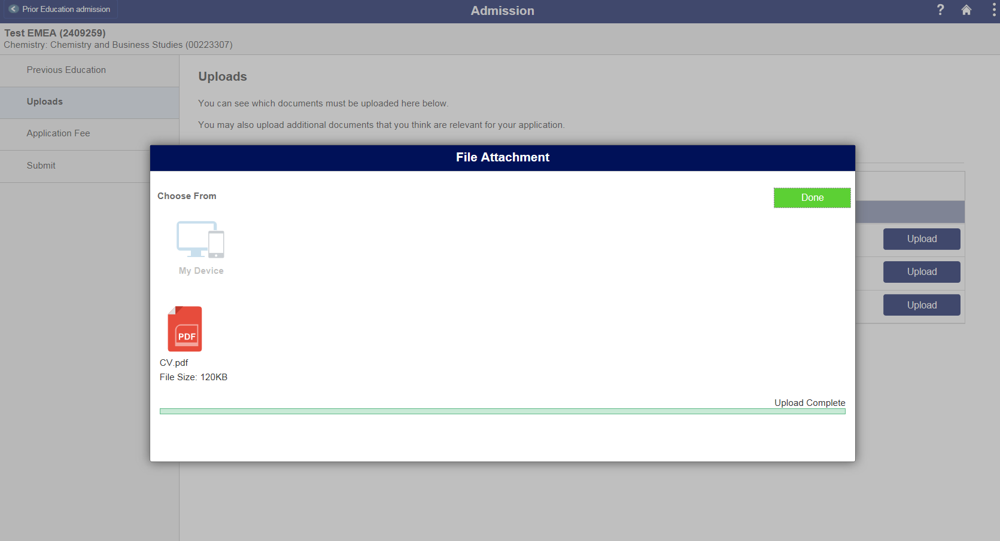 Prior Education admission
Admission
?
Test EMEA (2409259)
Chemistry: Chemistry and Business Studies (00223307)
Previous Education
Uploads
Application Fee
Submit
Uploads
You can see which documents must be uploaded here below.
You may also upload additional documents that you think are relevant for your application.
File Attachment
Choose From
Done
My Device
PDF
CV.pdf
File Size: 120KB
Upload Complete
Upload
Upload
Upload